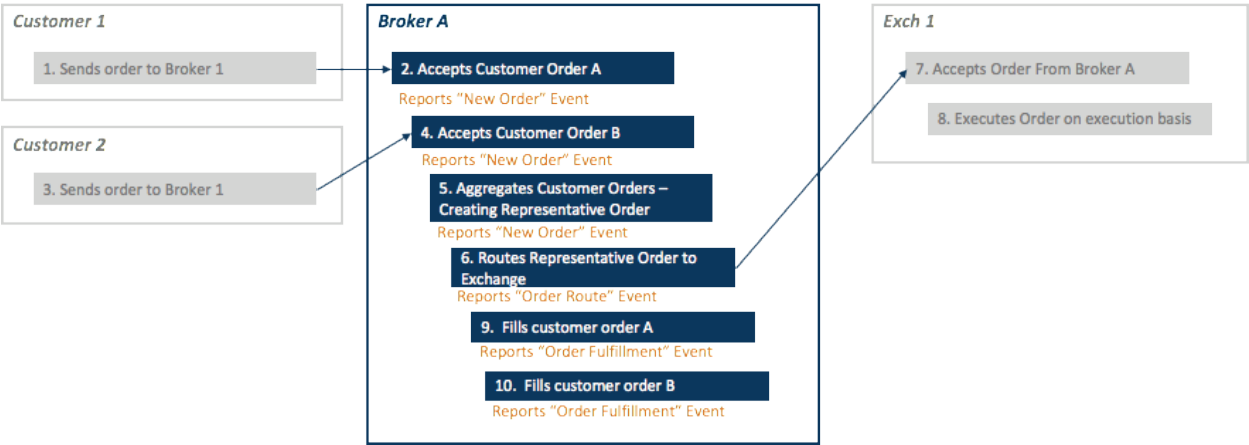 Customer 1
1. Sends order to Broker 1
Customer 2
3. Sends order to Broker 1
Broker A
2. Accepts Customer Order A
Reports "New Order" Event
4. Accepts Customer Order B
Reports "New Order" Event
5. Aggregates Customer Orders –
Creating Representative Order
Reports "New Order" Event
6. Routes Representative Order to
Exchange
Reports "Order Route" Event
9. Fills customer order A
Reports "Order Fulfillment" Event
10. Fills customer order B
Reports "Order Fulfillment" Event
Exch 1
7. Accepts Order From Broker A
8. Executes Order on execution basis